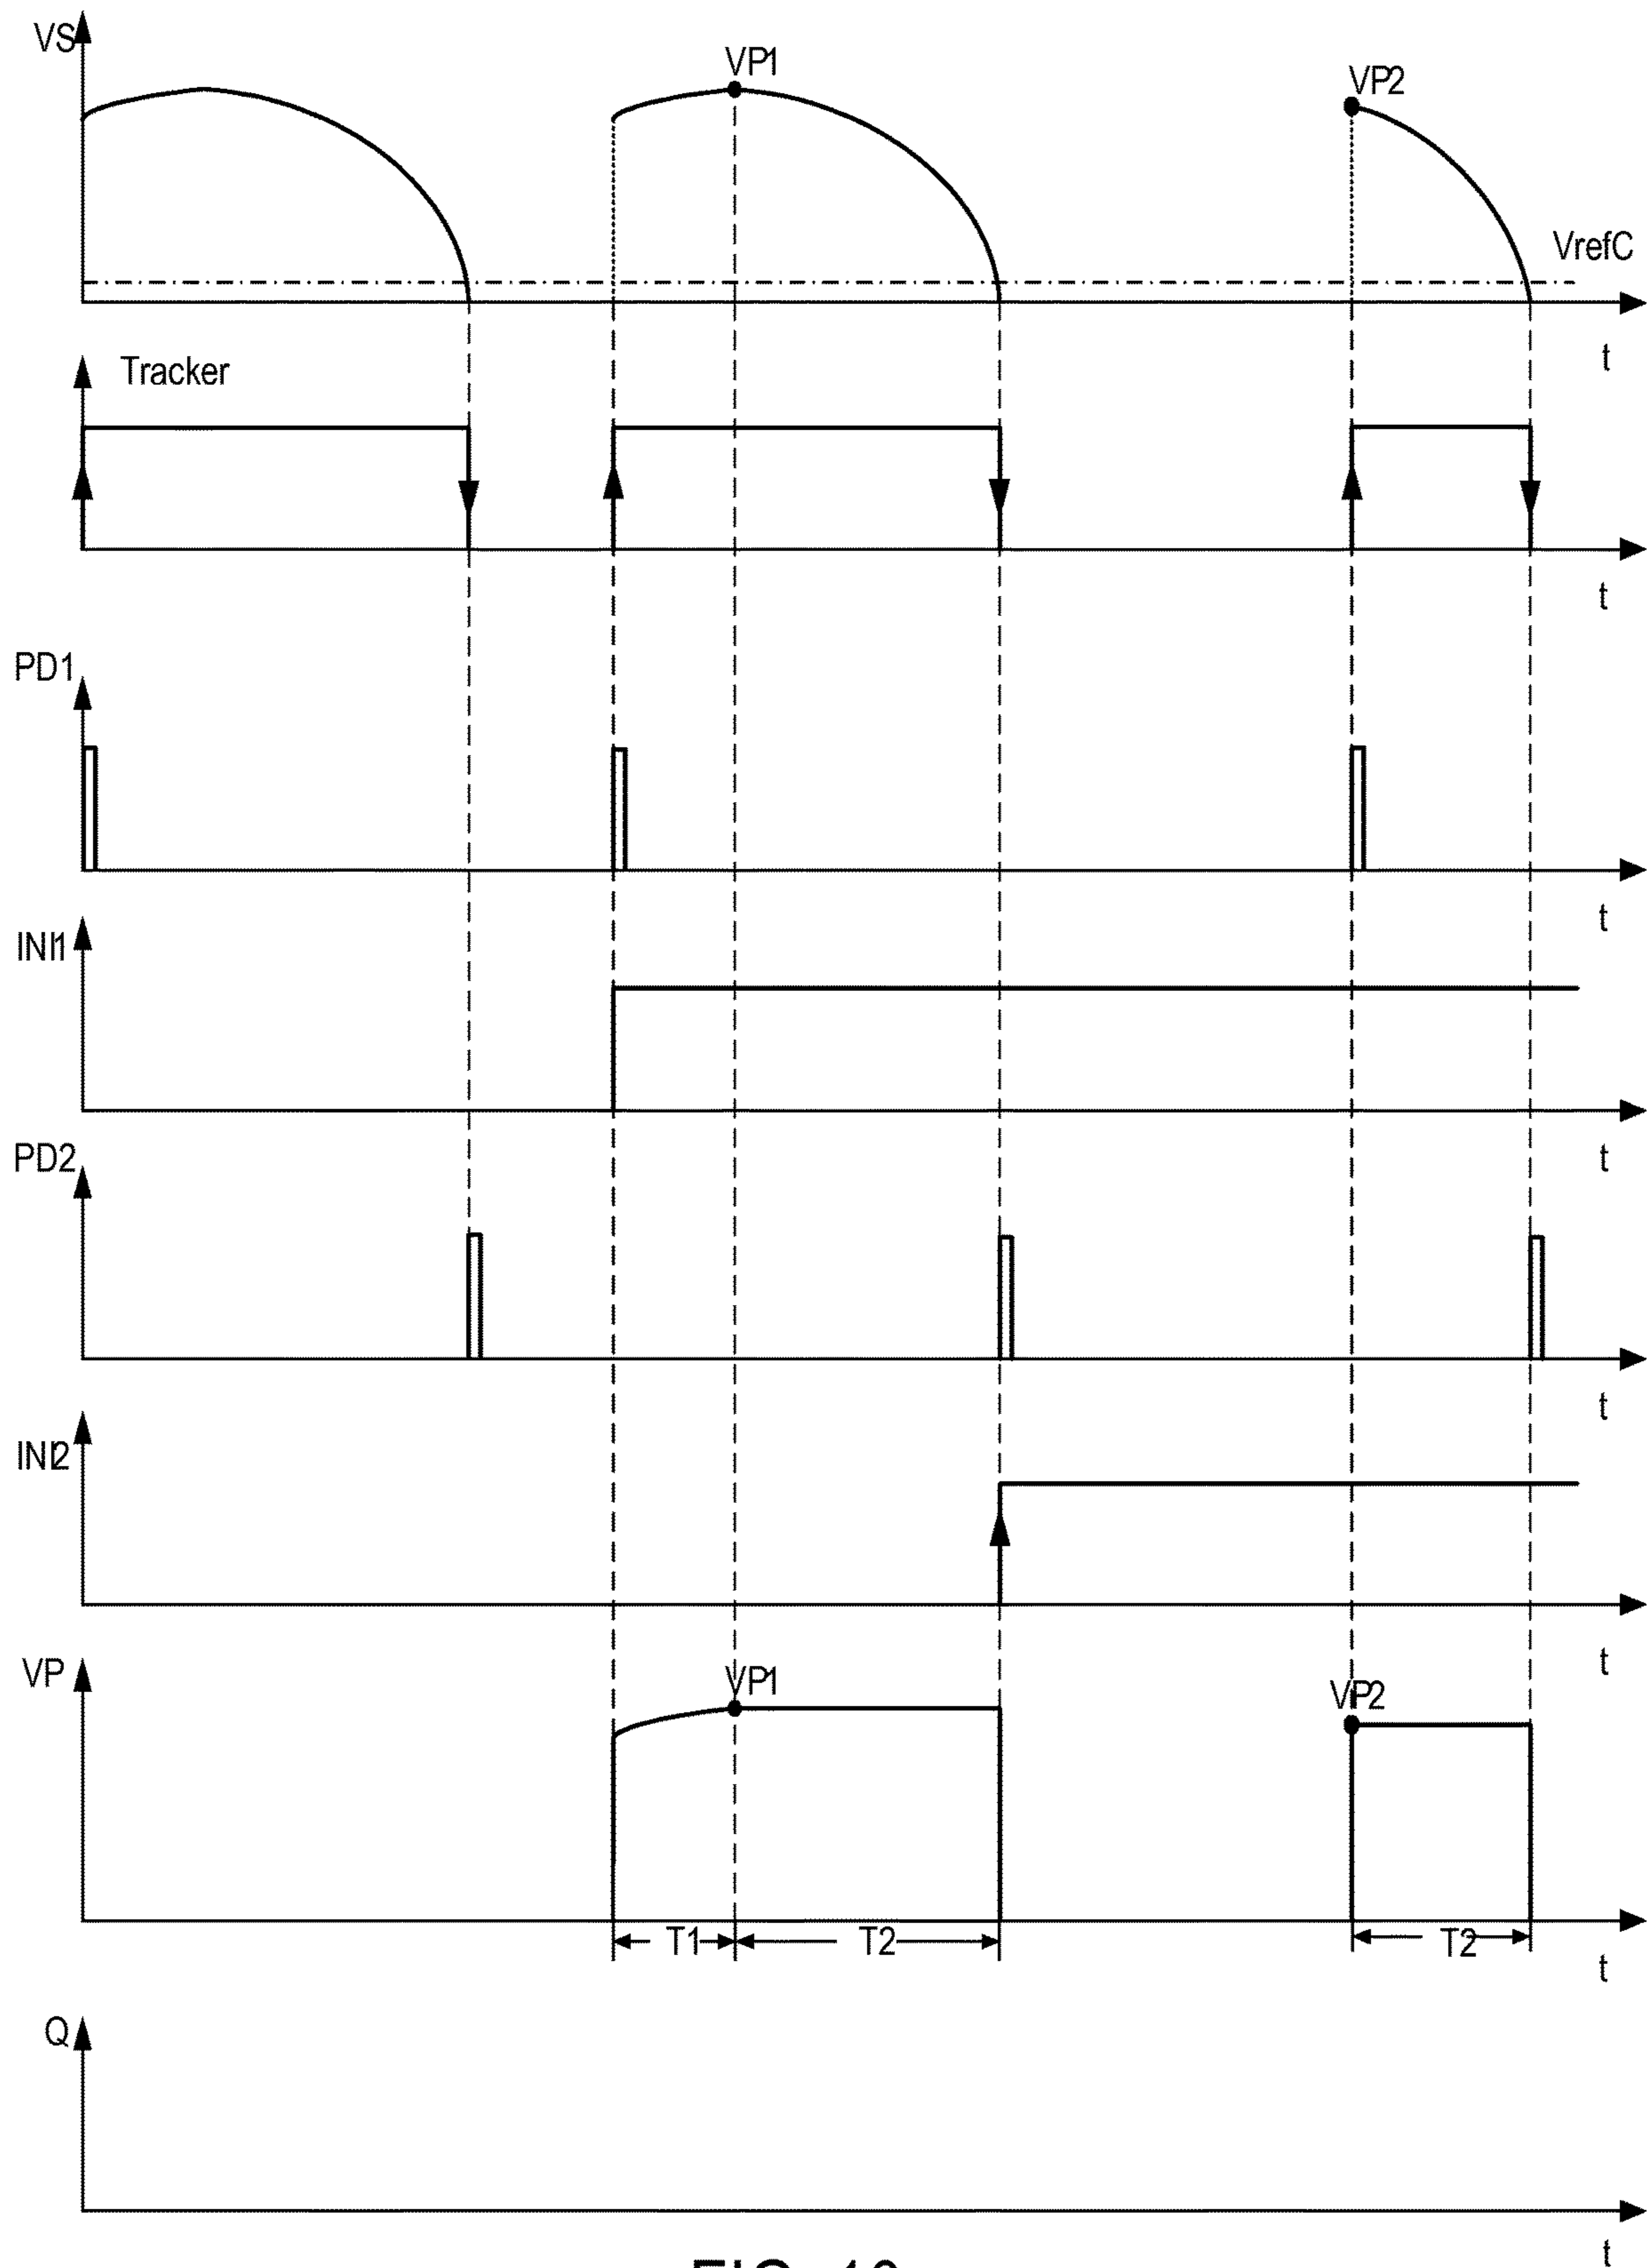 VS
VP1
VP2
VrefC
t
Tracker
t
PD1
t
INI1
t
PD2
t
INI2
t
VP
VP1
VP2
T1
T2
T2
t
Q
t